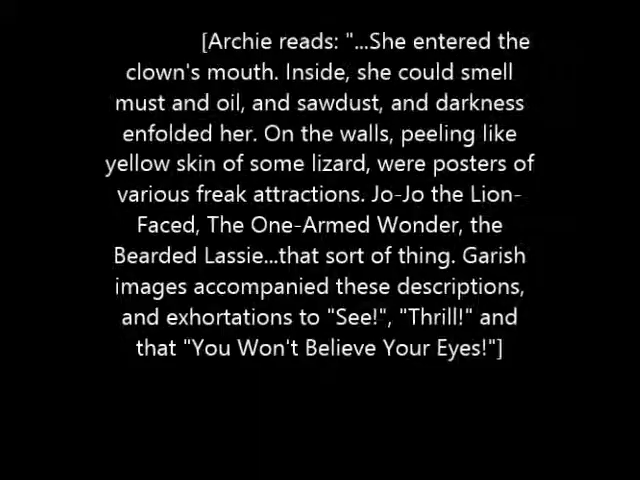 [Archie reads: "...She entered the
clown's mouth. Inside, she could smell
must and oil, and sawdust, and darkness
enfolded her. On the walls, peeling like
yellow skin of some lizard, were posters of
various freak attractions. Jo-Jo the Lion-
Faced, The One-Armed Wonder, the
Bearded Lassie...that sort of thing. Garish
images accompanied these descriptions,
and exhortations to "See!", "Thrill!" and
that "You Won't Believe Your Eyes!"]